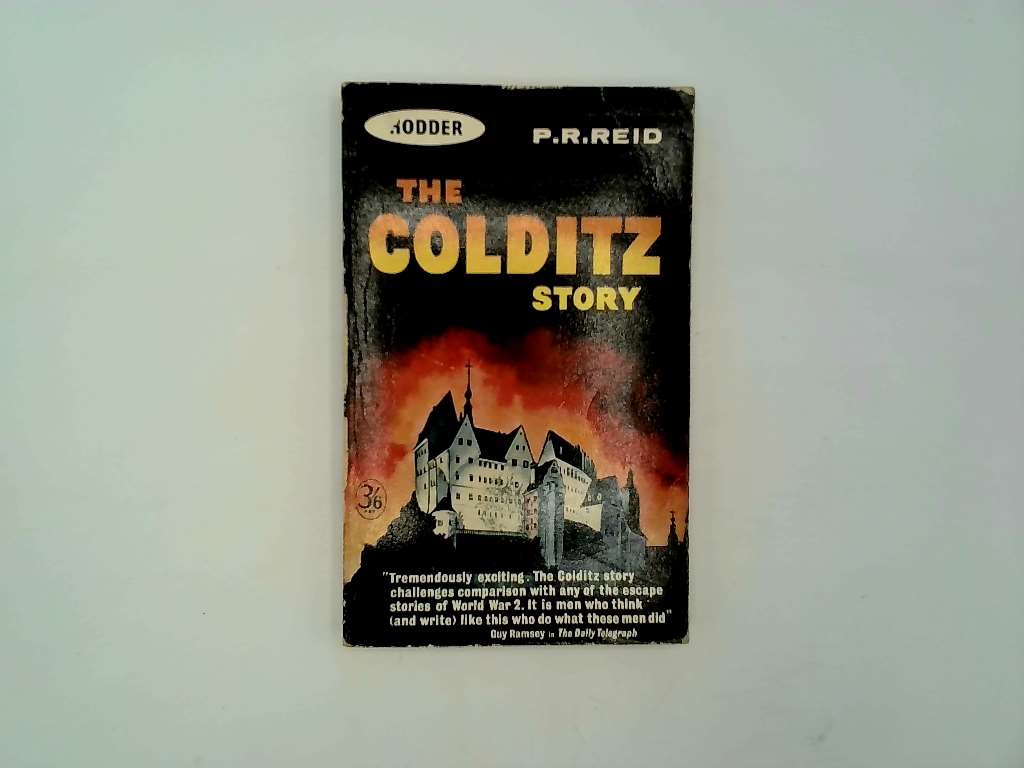 HODDER
P.R.REID
THE
COLDITZ
STORY
3/6
"Tremendously exciting. The Colditz story
challenges comparison with any of the escape
stories of World War 2. It is men who think
(and write) like this who do what these men did"
Guy Ramsey in The Daily Telegraph